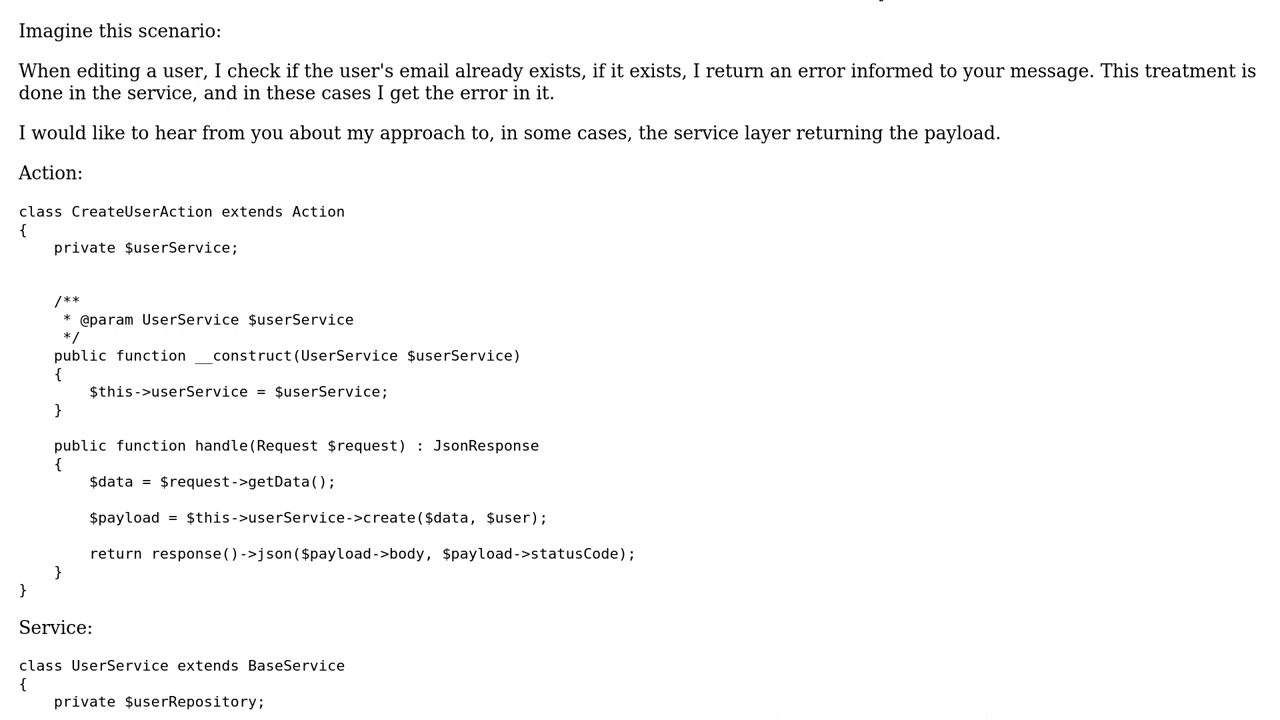 Imagine this scenario:
When editing a user, I check if the user's email already exists, if it exists, I return an error informed to your message. This treatment is
done in the service, and in these cases I get the error in it.
I would like to hear from you about my approach to, in some cases, the service layer returning the payload.
Action:
class CreateUserAction extends Action
{
    private $userService;
    /**
     * @param UserService $userService
     */
    public function __construct(UserService $userService)
    {
        $this->userService = $userService;
    }
    public function handle(Request $request) : JsonResponse
    {
        $data = $request->getData();
        $payload = $this->userService->create($data, $user);
        return response()->json($payload->body, $payload->statusCode);
    }
}
Service:
class UserService extends BaseService
{
    private $userRepository;